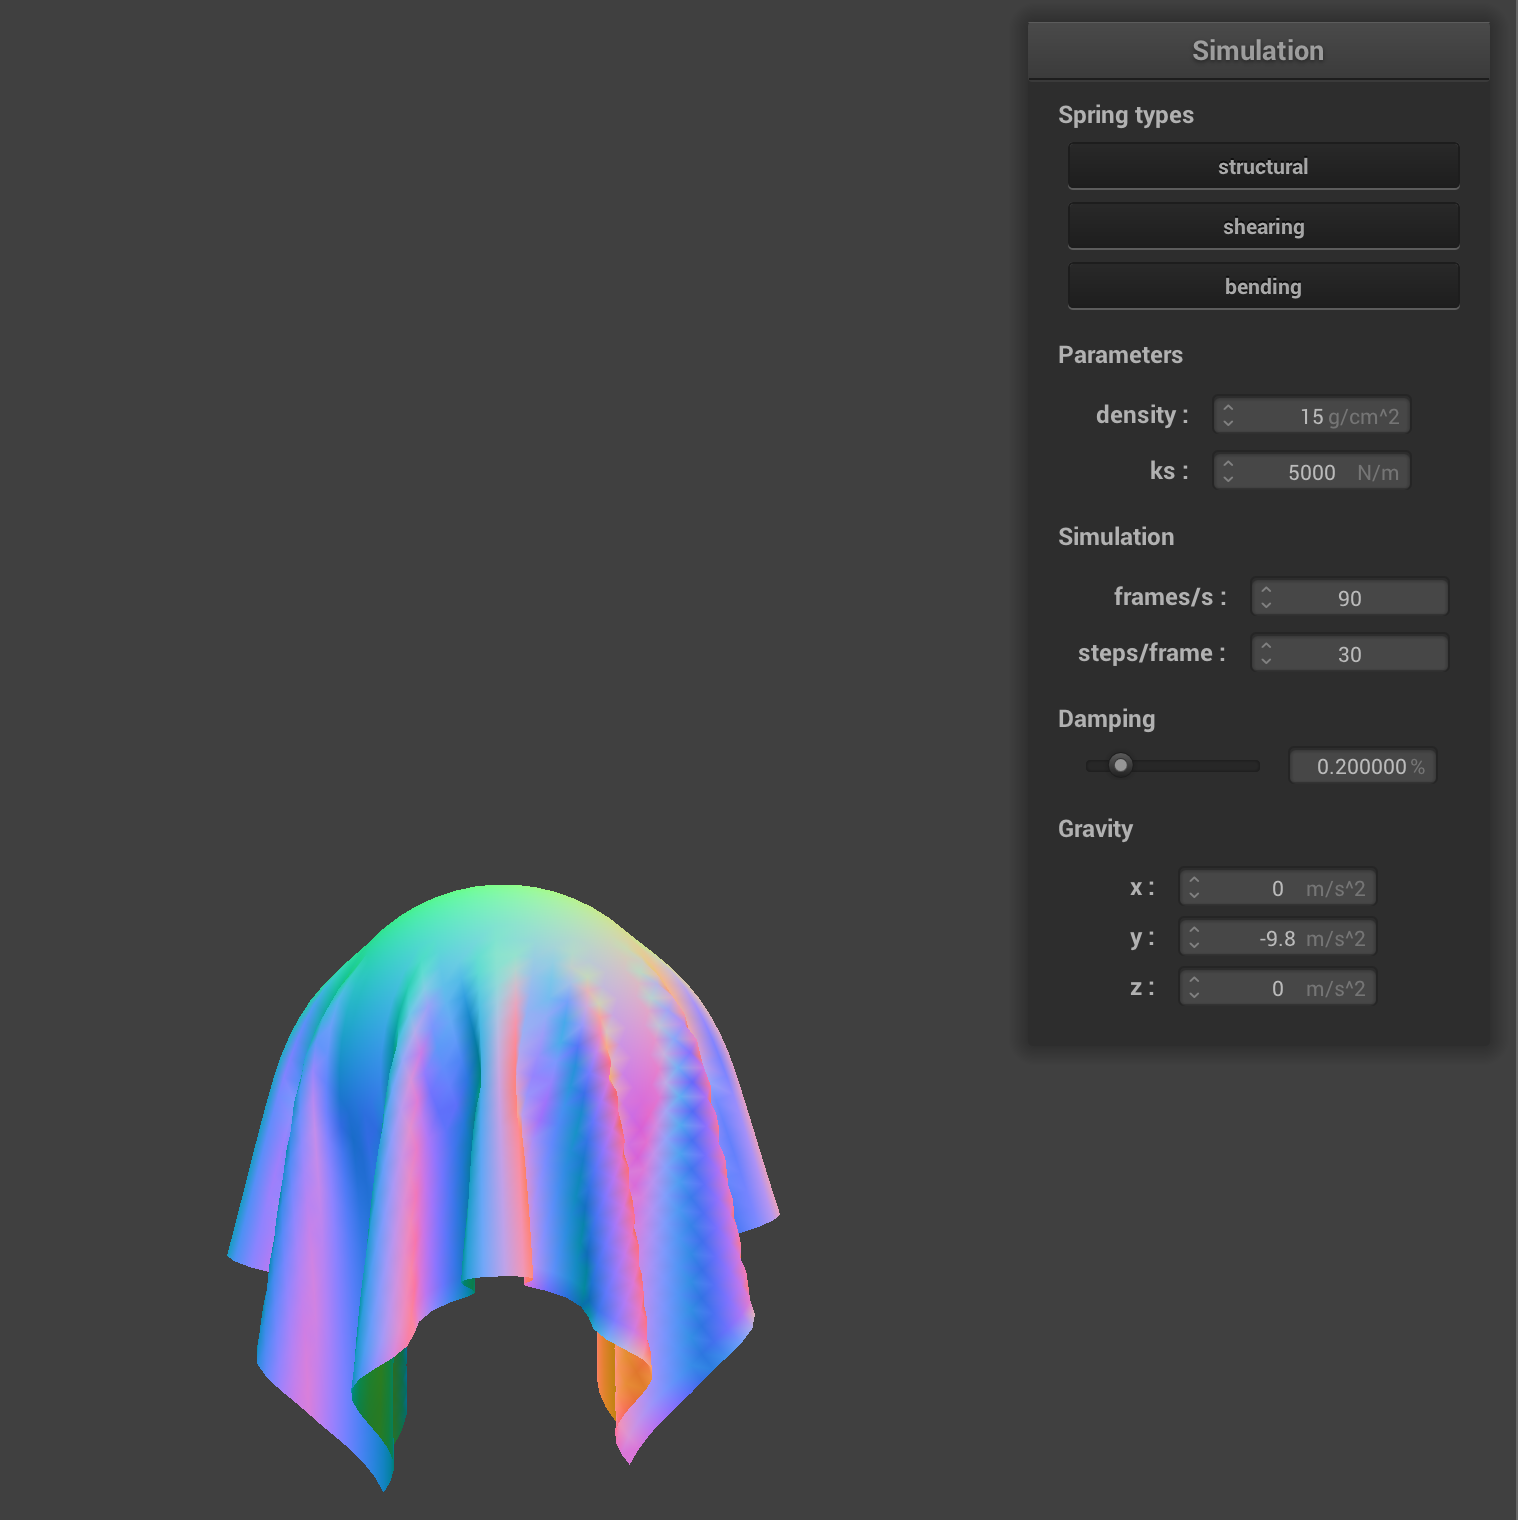 Simulation
Spring types
structural
shearing
bending
Parameters
density : 15 g/cm^2
ks : 5000 N/m
Simulation
frames/s : 90
steps/frame : 30
Damping
0.200000 %
Gravity
x : 0 m/s^2
y : -9.8 m/s^2
z : 0 m/s^2